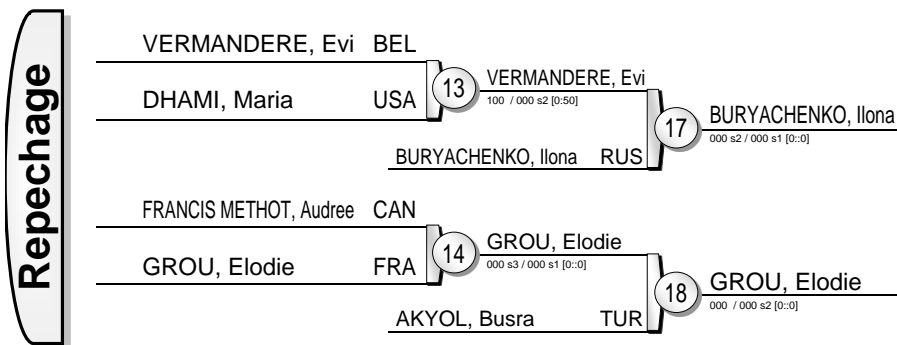 Repechage
VERMANDERE, Evi BEL
DHAMI, Maria USA
13
VERMANDERE, Evi
100 / 000 s2 [0:50]
BURYACHENKO, Ilona RUS
17
BURYACHENKO, Ilona
000 s2 / 000 s1 [0::0]
FRANCIS METHOT, Audree CAN
GROU, Elodie FRA
14
GROU, Elodie
000 s3 / 000 s1 [0::0]
AKYOL, Busra TUR
18
GROU, Elodie
000 / 000 s2 [0::0]